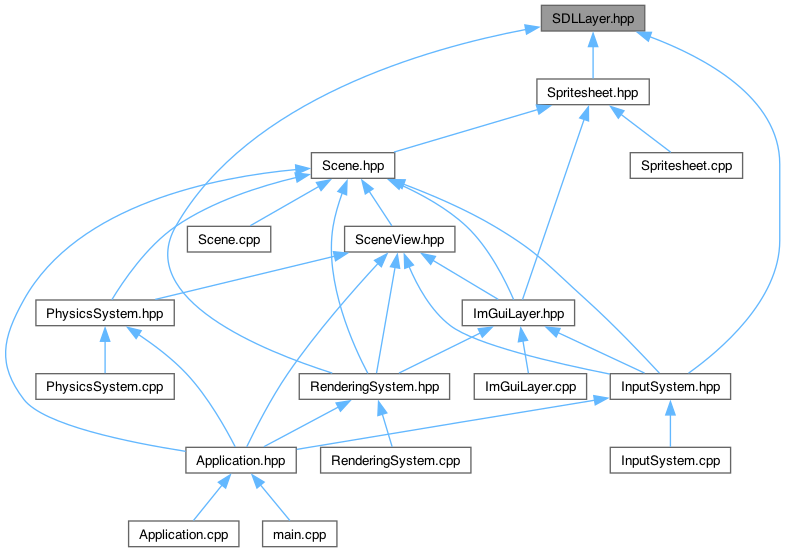 SDLLayer.hpp
Spritesheet.hpp
Scene.hpp
Spritesheet.cpp
Scene.cpp
SceneView.hpp
PhysicsSystem.hpp
ImGuiLayer.hpp
PhysicsSystem.cpp
RenderingSystem.hpp
ImGuiLayer.cpp
InputSystem.hpp
Application.hpp
RenderingSystem.cpp
InputSystem.cpp
Application.cpp
main.cpp